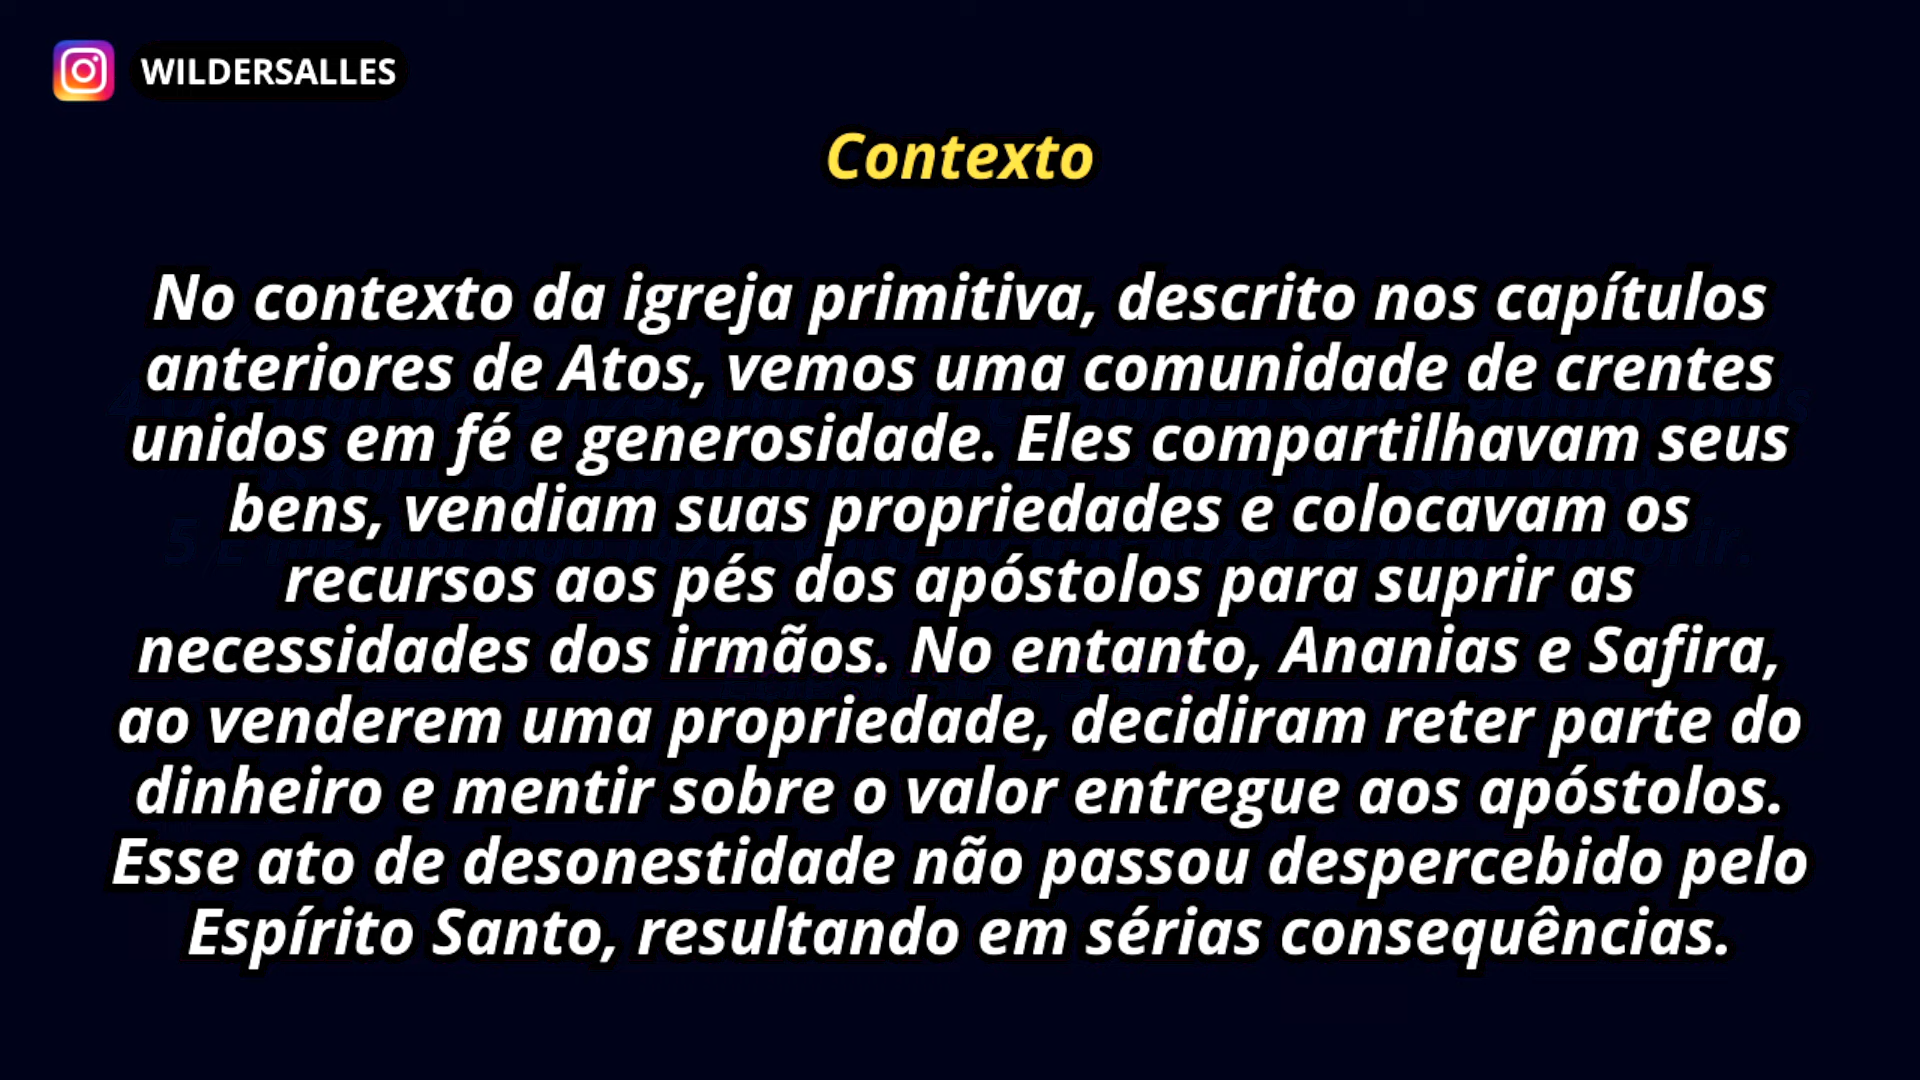 WILDERSALLES
Contexto
No contexto da igreja primitiva, descrito nos capítulos
anteriores de Atos, vemos uma comunidade de crentes
unidos em fé e generosidade. Eles compartilhavam seus
bens, vendiam suas propriedades e colocavam os
recursos aos pés dos apóstolos para suprir as
necessidades dos irmãos. No entanto, Ananias e Safira,
ao venderem uma propriedade, decidiram reter parte do
dinheiro e mentir sobre o valor entregue aos apóstolos.
Esse ato de desonestidade não passou despercebido pelo
Espírito Santo, resultando em sérias consequências.